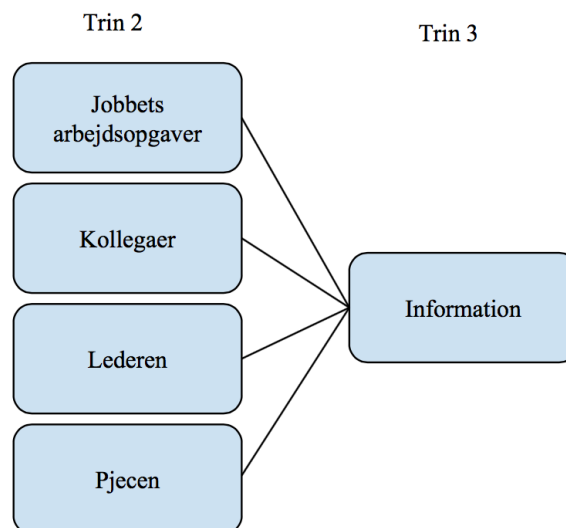 Trin 2
Trin 3
Jobbets
arbejdsopgaver
Kollegaer
Information
Lederen
Pjecen